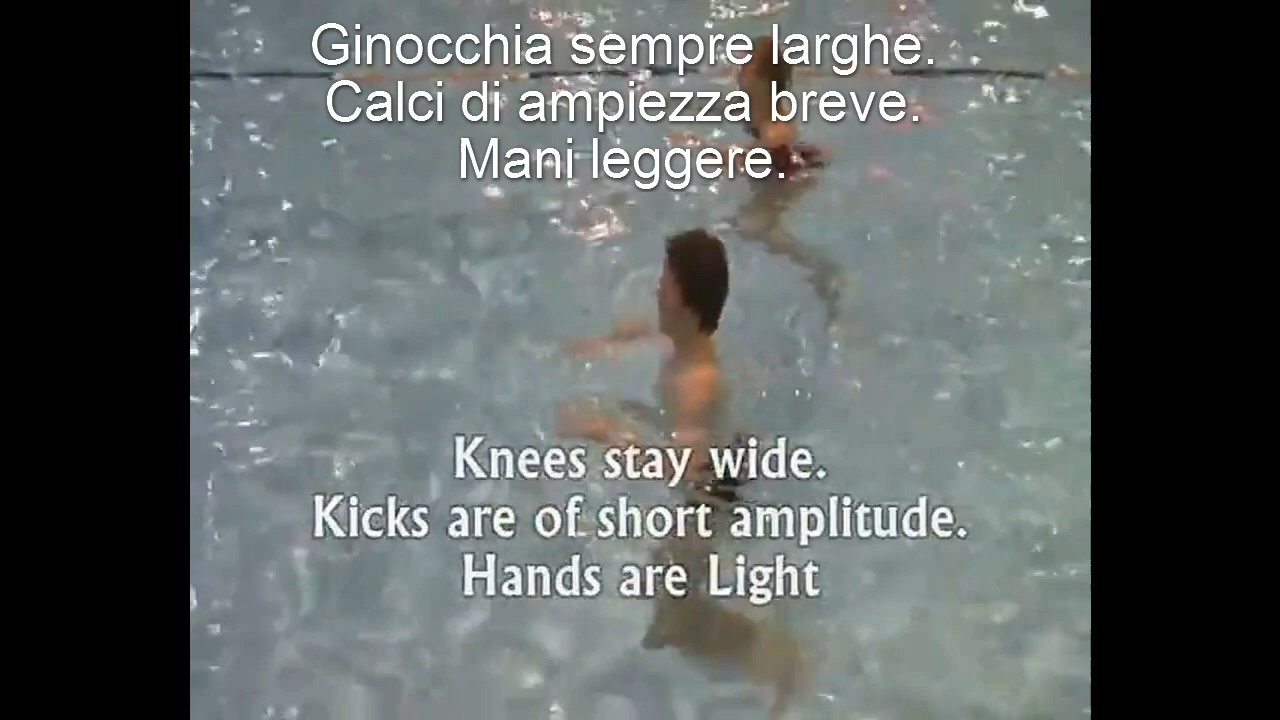 Ginocchia sempre larghe.
Calci di ampiezza breve.
Mani leggere.
Knees stay wide.
Kicks are of short amplitude.
Hands are Light